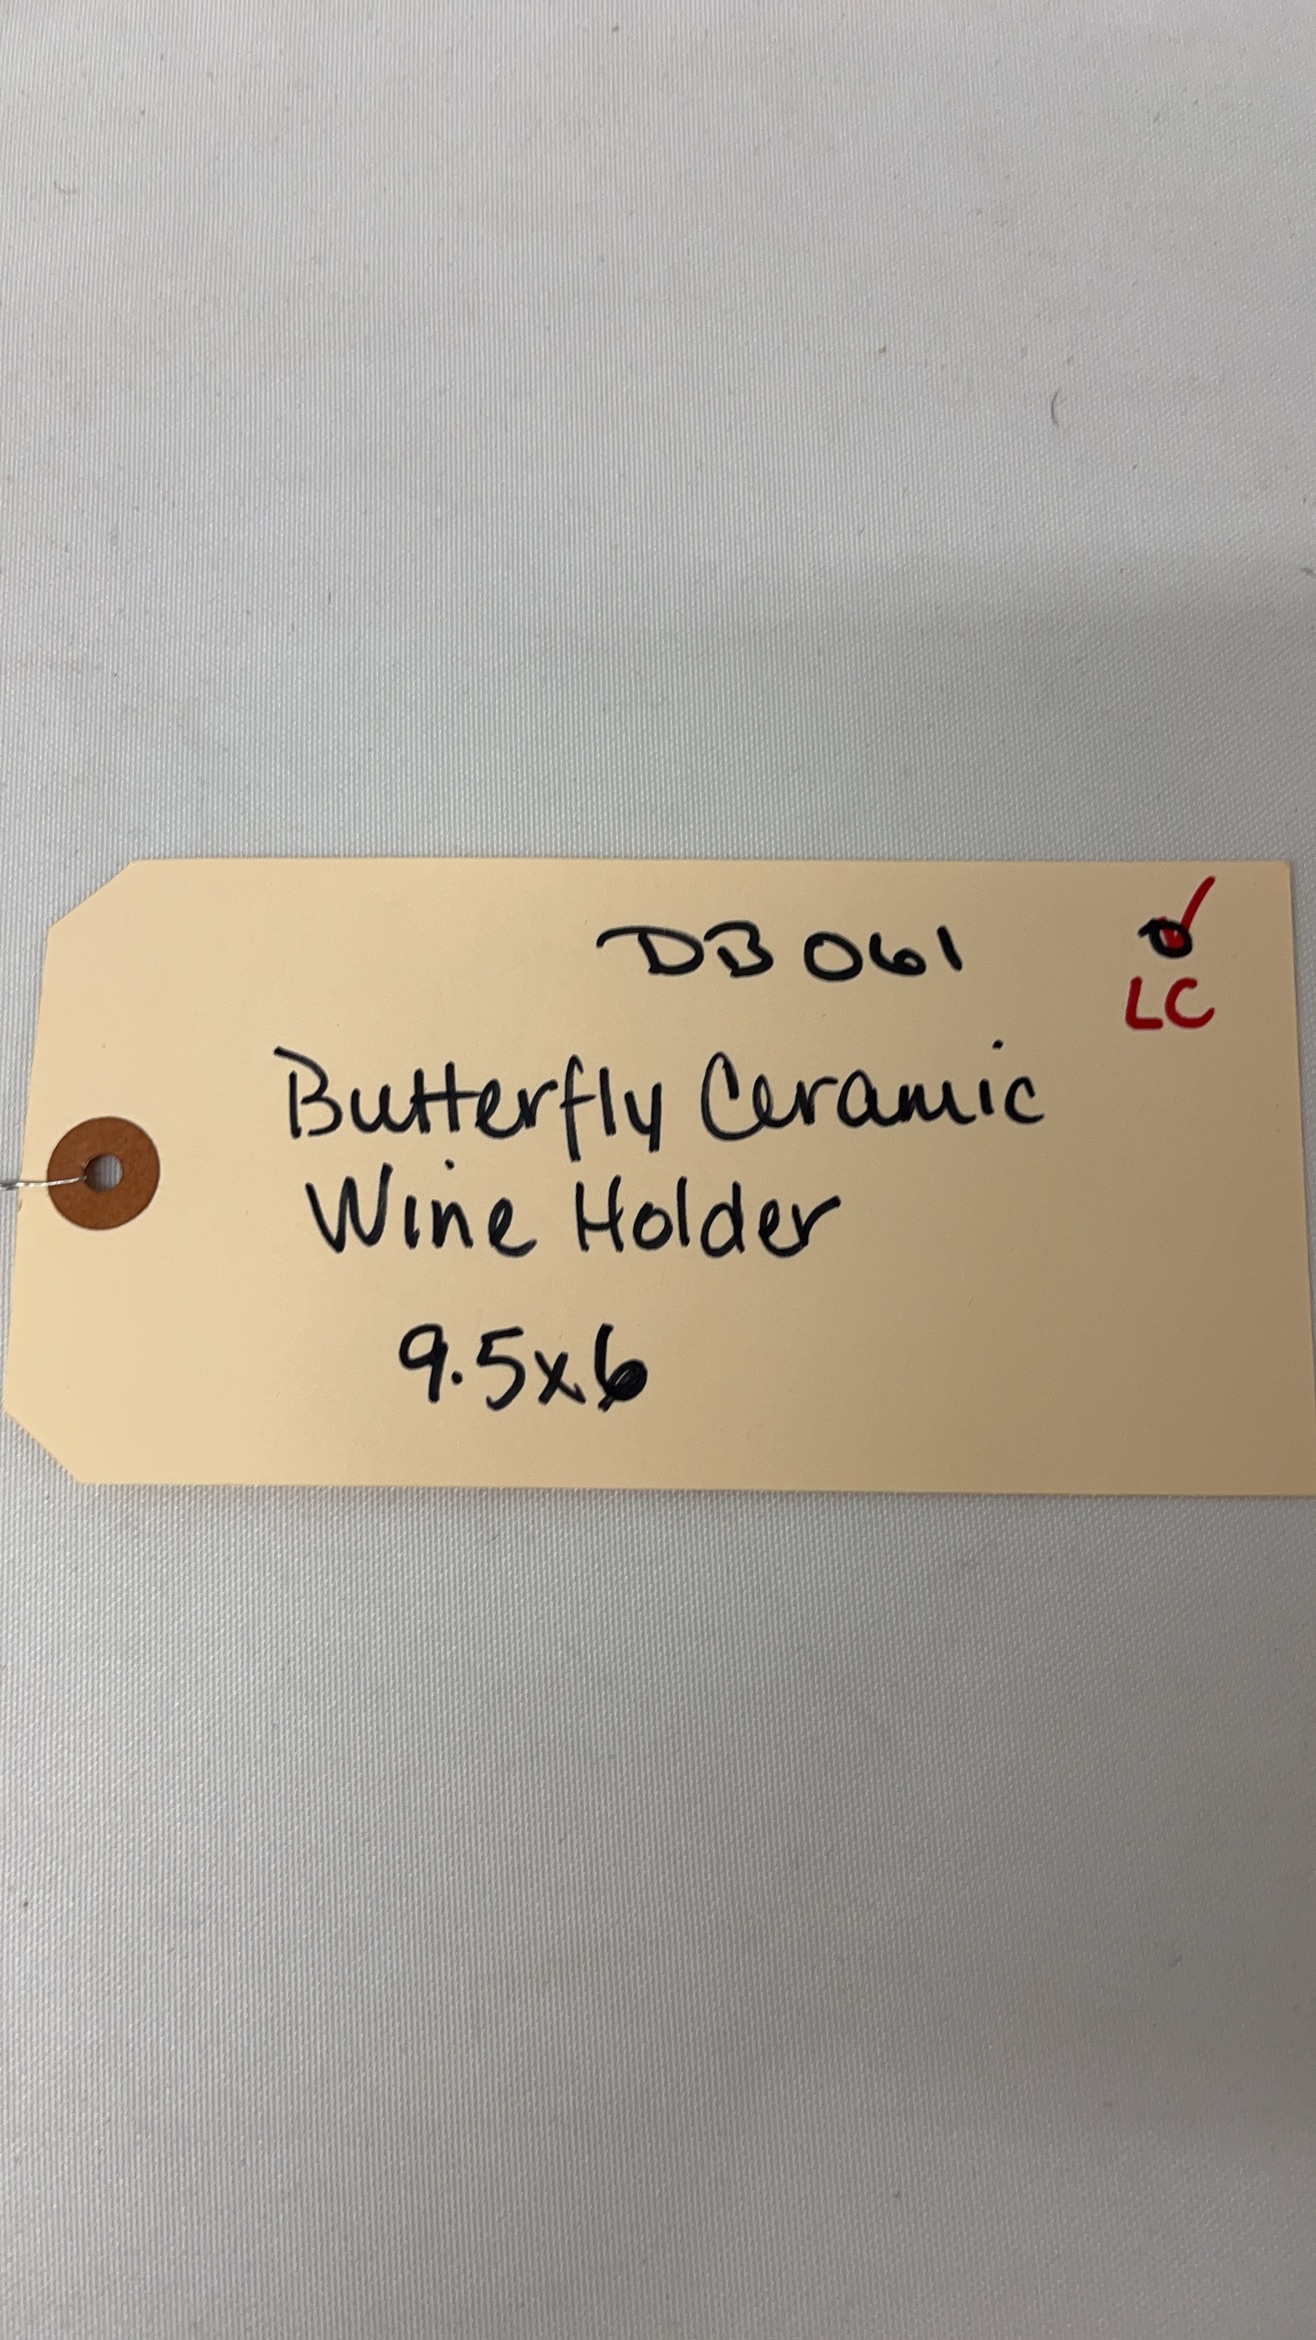 DB061
LC
Butterfly Ceramic
Wine Holder
9.5x6